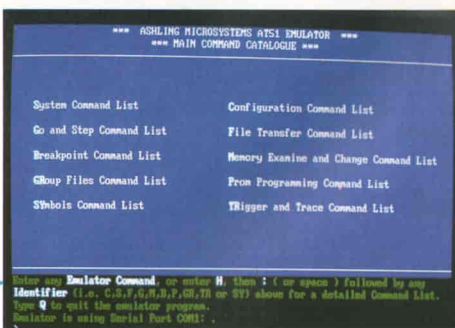 *** ASHLING MICROSYSTEMS AT51 EMULATOR ***
*** MAIN COMMAND CATALOGUE ***
System Command List
Configuration Command List
Go and Step Command List
File Transfer Command List
Breakpoint Command List
Memory Examine and Change Command List
GRoup Files Command List
Prom Programming Command List
SYmbols Command List
TRigger and Trace Command List
Enter any Emulator Command, or enter H, then : ( or space ) followed by any
Identifier (i.e. C,S,F,G,M,B,P,GR,TR or SY) above for a detailed Command List.
Type Q to quit the emulator program.
Emulator is using Serial Port COM1: .